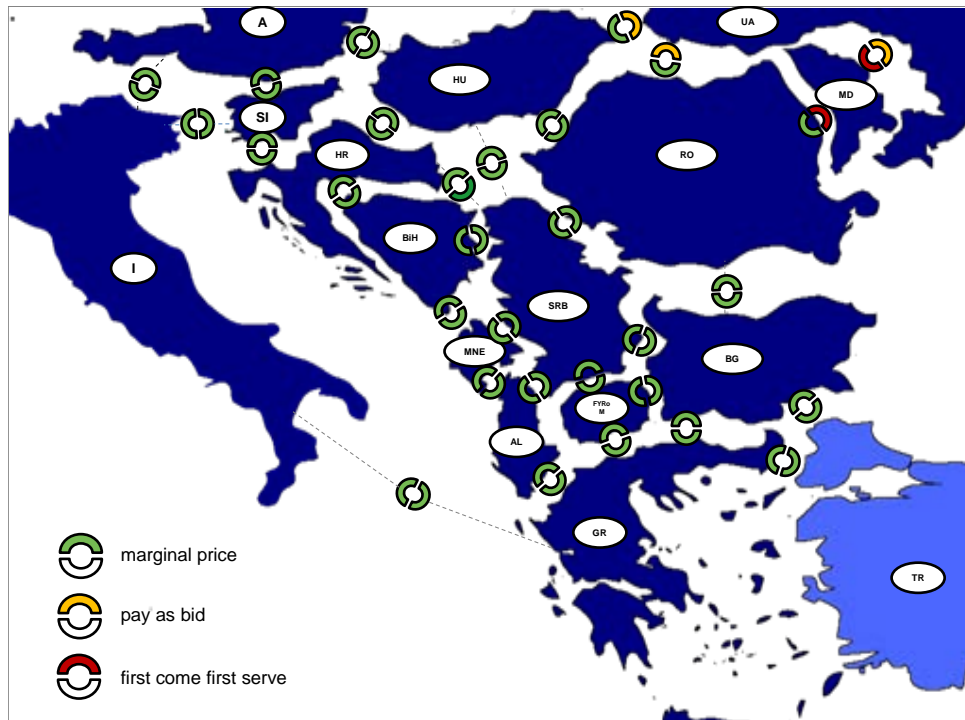 A
UA
HU
MD
SI
HR
RO
BiH
I
SRB
MNE
BG
FYRo
M
AL
GR
TR
marginal price
pay as bid
first come first serve